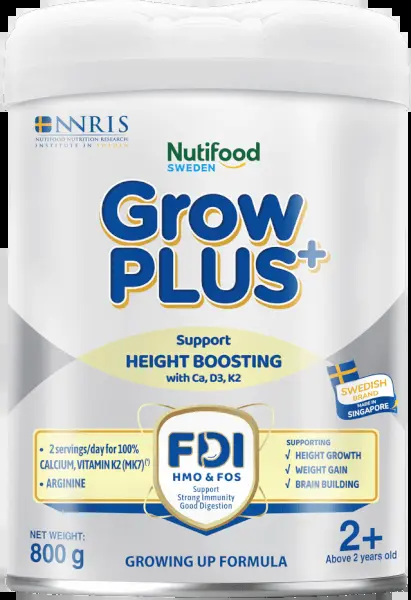 NNRIS
NUTIFOOD NUTRITION RESEARCH
INSTITUTE IN SWEDEN
Nutifood
SWEDEN
Grow
PLUS+
Support
HEIGHT BOOSTING
with Ca, D3, K2
SWEDISH
BRAND
MADE IN
SINGAPORE
• 2 servings/day for 100%
CALCIUM, VITAMIN K2 (MK7)(*)
• ARGININE
FDI
HMO & FOS
Support
Strong Immunity
Good Digestion
SUPPORTING
√ HEIGHT GROWTH
√ WEIGHT GAIN
√ BRAIN BUILDING
NET WEIGHT:
800 g
GROWING UP FORMULA
2+
Above 2 years old